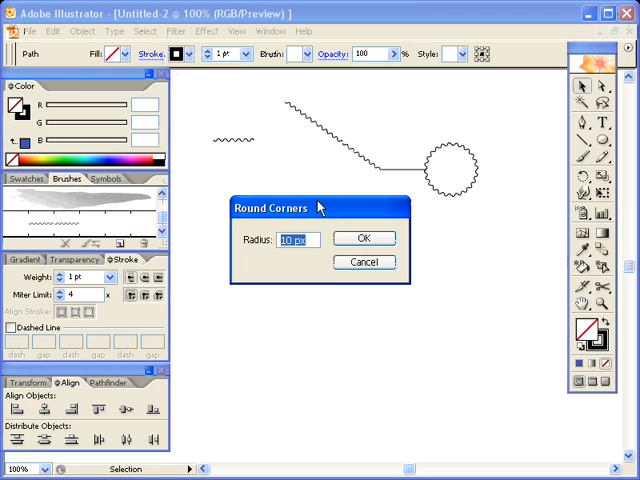 Adobe Illustrator - [Untitled-2 @ 100% (RGB/Preview) ]
File Edit Object Type Select Filter Effect View Window Help
Path Fill: Stroke: 1 pt Brush: Opacity: 100 % Style:
Color
R
G
B
Swatches Brushes Symbols
Gradient Transparency Stroke
Weight: 1 pt
Miter Limit: 4 x
Align Stroke:
Dashed Line
dash gap dash gap dash gap
Transform Align Pathfinder
Align Objects:
Distribute Objects:
Round Corners
Radius: 10 px
OK
Cancel
T
100% Selection